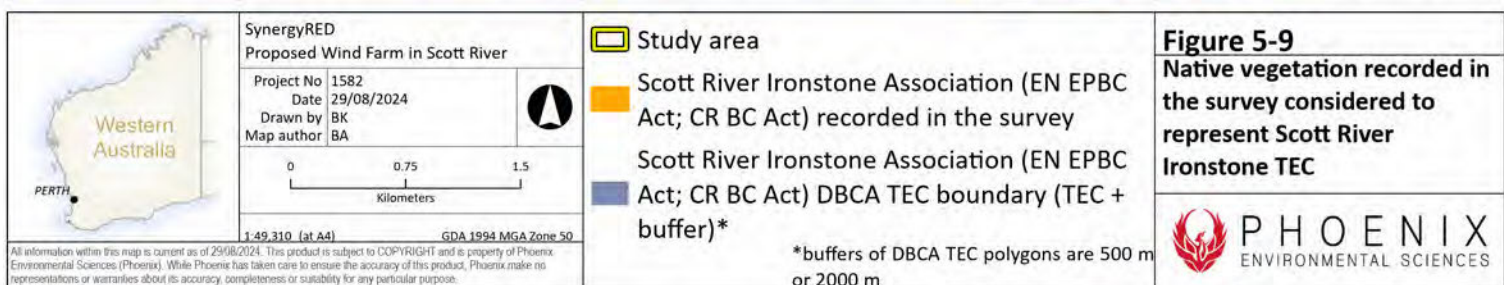 Western
Australia
PERTH
SynergyRED
Proposed Wind Farm in Scott River
Project No 1582
Date 29/08/2024
Drawn by BK
Map author BA
0 0.75 1.5
Kilometers
1:49,310 (at A4) GDA 1994 MGA Zone 50
All information within this map is current as of 29/08/2024. This product is subject to COPYRIGHT and is property of Phoenix
Environmental Sciences (Phoenix). While Phoenix has taken care to ensure the accuracy of this product, Phoenix make no
representations or warranties about its accuracy, completeness or suitability for any particular purpose.
Study area
Scott River Ironstone Association (EN EPBC
Act; CR BC Act) recorded in the survey
Scott River Ironstone Association (EN EPBC
Act; CR BC Act) DBCA TEC boundary (TEC +
buffer)*
*buffers of DBCA TEC polygons are 500 m
or 2000 m
Figure 5-9
Native vegetation recorded in
the survey considered to
represent Scott River
Ironstone TEC
PHOENIX
ENVIRONMENTAL SCIENCES